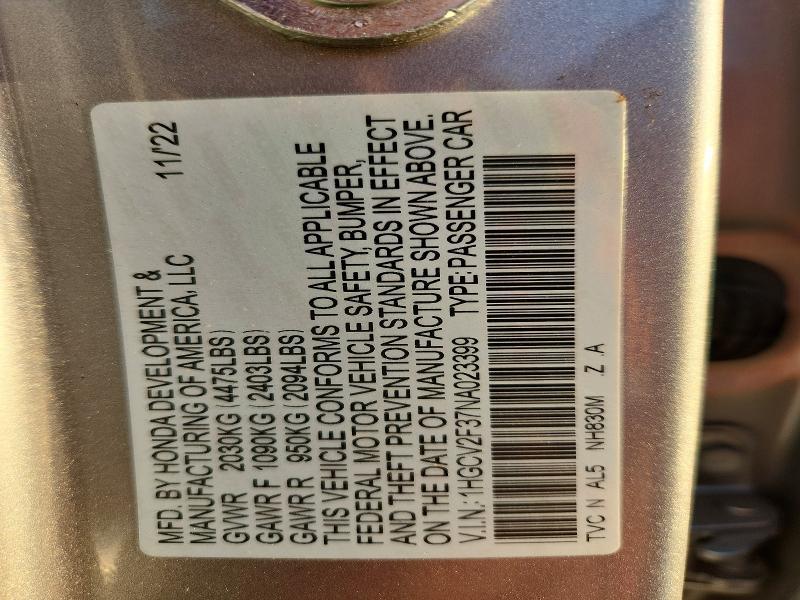 MFD. BY HONDA DEVELOPMENT &
MANUFACTURING OF AMERICA, LLC 11/'22
GVWR 2030KG (4475LBS)
GAWR F 1090KG (2403LBS)
GAWR R 950KG (2094LBS)
THIS VEHICLE CONFORMS TO ALL APPLICABLE
FEDERAL MOTOR VEHICLE SAFETY, BUMPER,
AND THEFT PREVENTION STANDARDS IN EFFECT
ON THE DATE OF MANUFACTURE SHOWN ABOVE.
V.I.N.: 1HGCV2F37NA023399 TYPE: PASSENGER CAR
TVC N AL5 NH830M Z .A